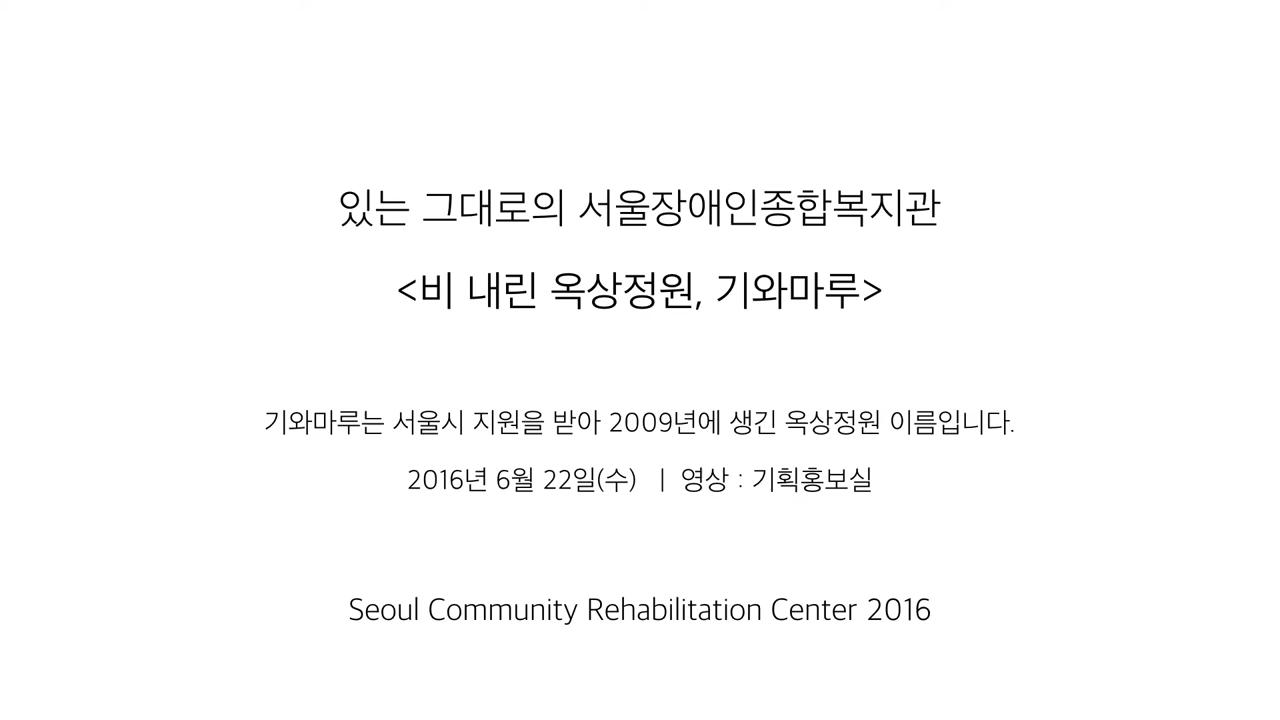 있는 그대로의 서울장애인종합복지관
<비 내린 옥상정원, 기와마루>
기와마루는 서울시 지원을 받아 2009년에 생긴 옥상정원 이름입니다.
2016년 6월 22일(수) | 영상 : 기획홍보실
Seoul Community Rehabilitation Center 2016